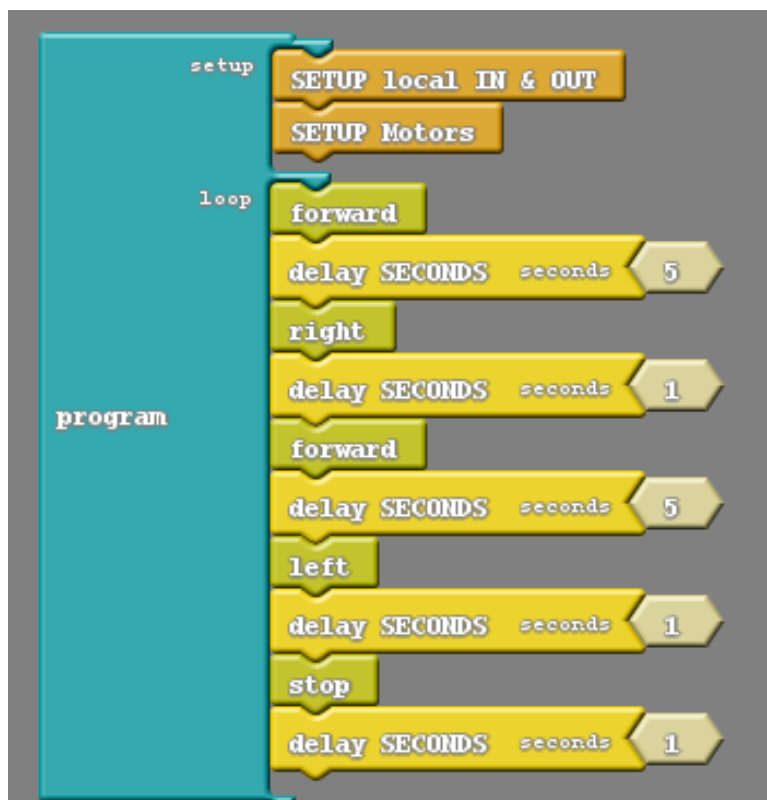 setup
SETUP local IN & OUT
SETUP Motors
loop
forward
delay SECONDS seconds 5
right
delay SECONDS seconds 1
program
forward
delay SECONDS seconds 5
left
delay SECONDS seconds 1
stop
delay SECONDS seconds 1